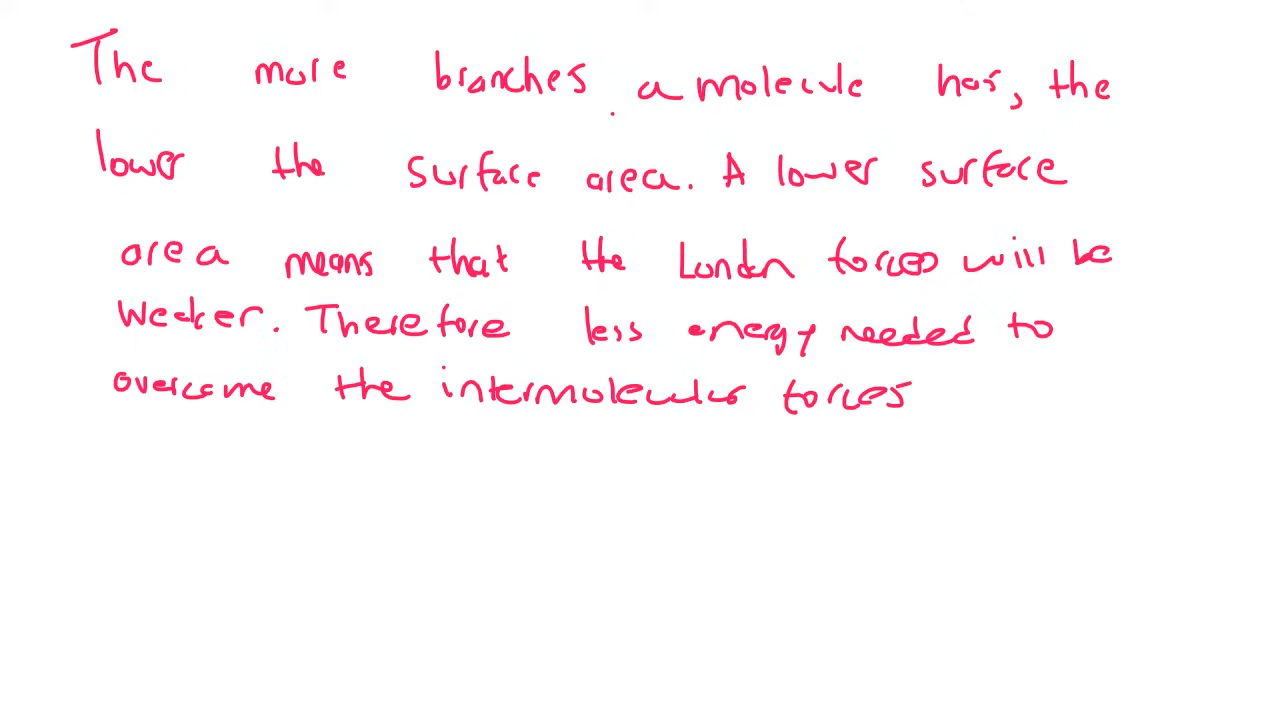 The more branches a molecule has, the
lower the surface area. A lower surface
area means that the London forces will be
weaker. Therefore less energy needed to
overcome the intermolecular forces